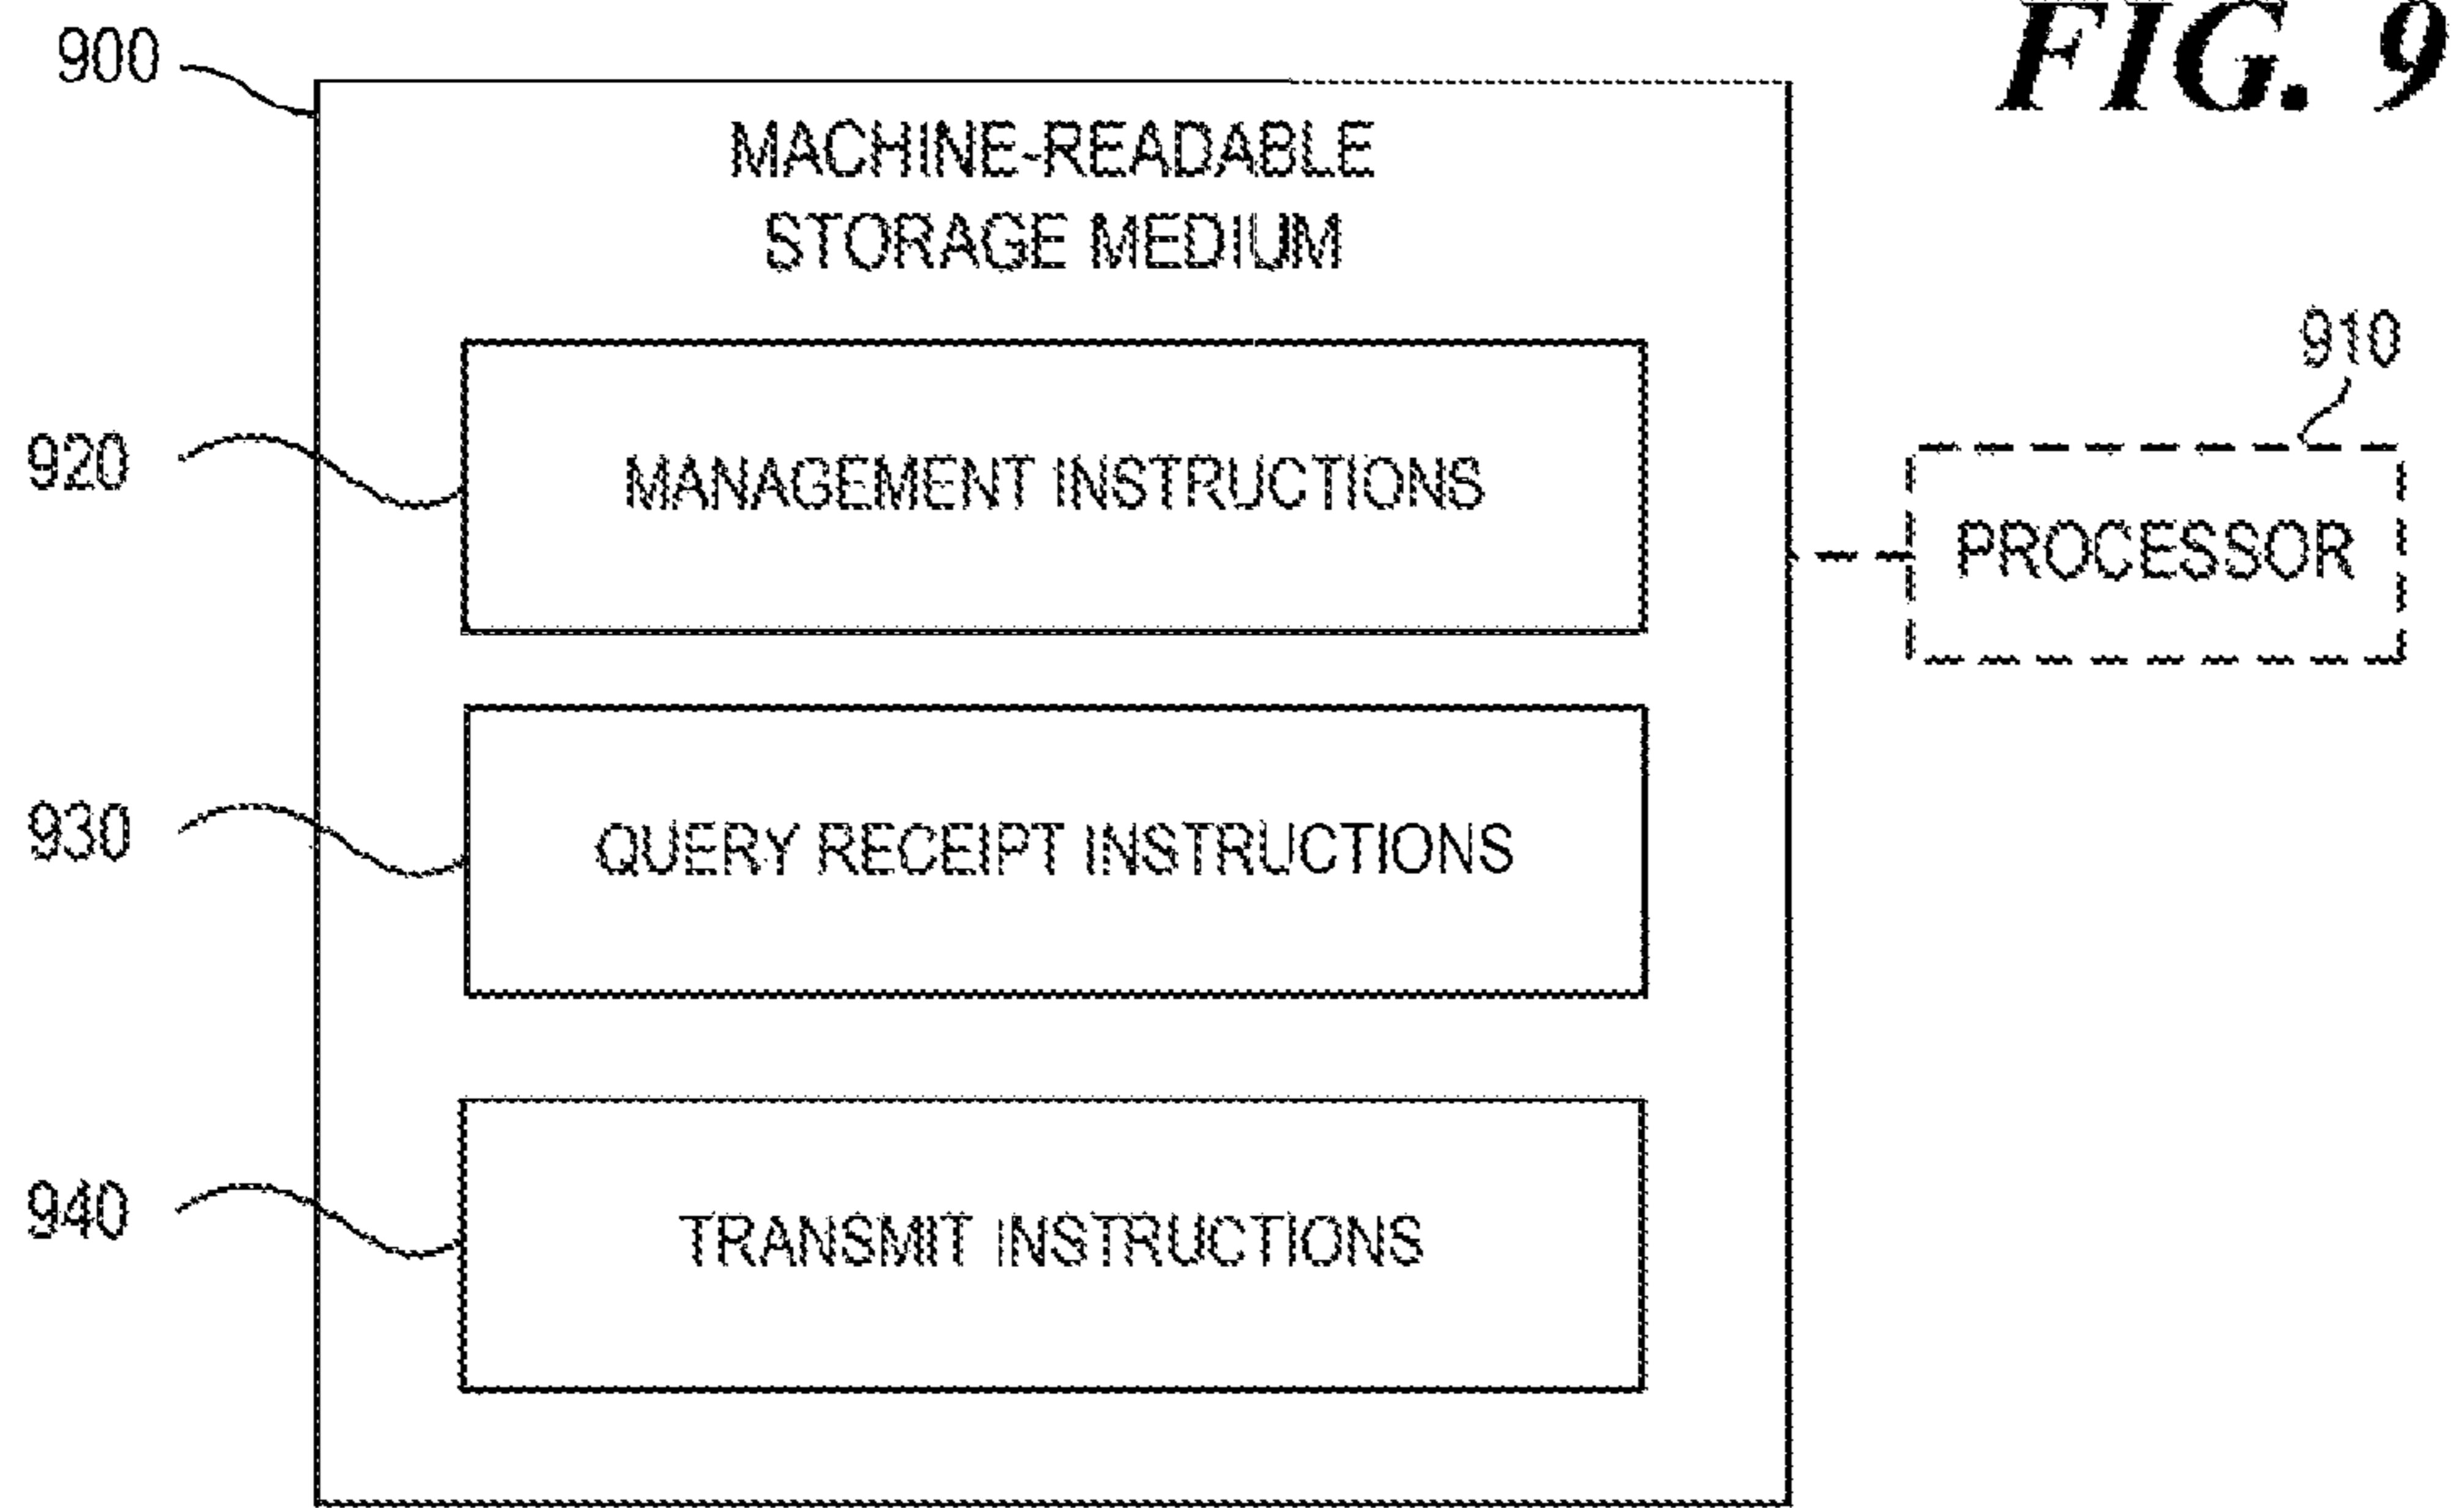 FIG. 9
900
MACHINE-READABLE
STORAGE MEDIUM
910
920
MANAGEMENT INSTRUCTIONS
PROCESSOR
930
QUERY RECEIPT INSTRUCTIONS
940
TRANSMIT INSTRUCTIONS